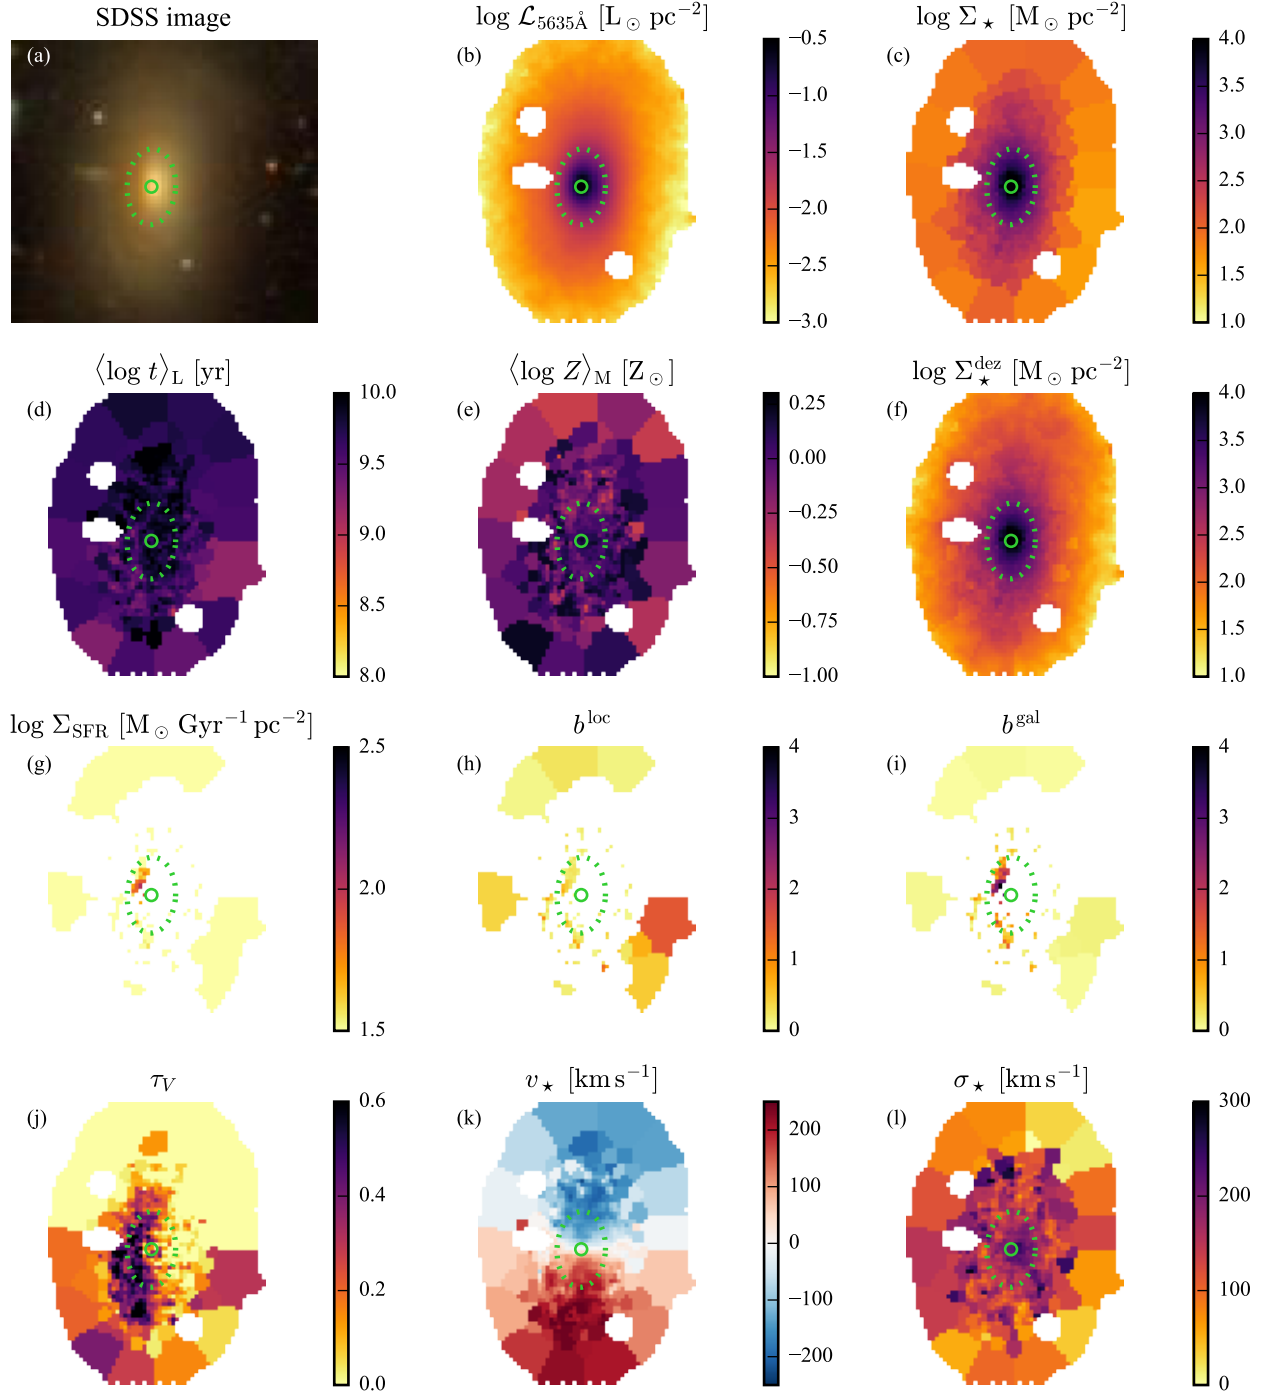 SDSS image
log ℒ₅₆₃₅Å [L☉ pc⁻²]
log Σ⋆ [M☉ pc⁻²]
(a)
(b)
−0.5
−1.0
−1.5
−2.0
−2.5
−3.0
(c)
4.0
3.5
3.0
2.5
2.0
1.5
1.0
⟨log t⟩L [yr]
⟨log Z⟩M [Z☉]
log Σ⋆ᵈᵉᶻ [M☉ pc⁻²]
(d)
10.0
9.5
9.0
8.5
8.0
(e)
0.25
0.00
−0.25
−0.50
−0.75
−1.00
(f)
4.0
3.5
3.0
2.5
2.0
1.5
1.0
log ΣSFR [M☉ Gyr⁻¹ pc⁻²]
bˡᵒᶜ
bᵍᵃˡ
(g)
2.5
2.0
1.5
(h)
4
3
2
1
0
(i)
4
3
2
1
0
τV
v⋆ [km s⁻¹]
σ⋆ [km s⁻¹]
(j)
0.6
0.4
0.2
0.0
(k)
200
100
0
−100
−200
(l)
300
200
100
0